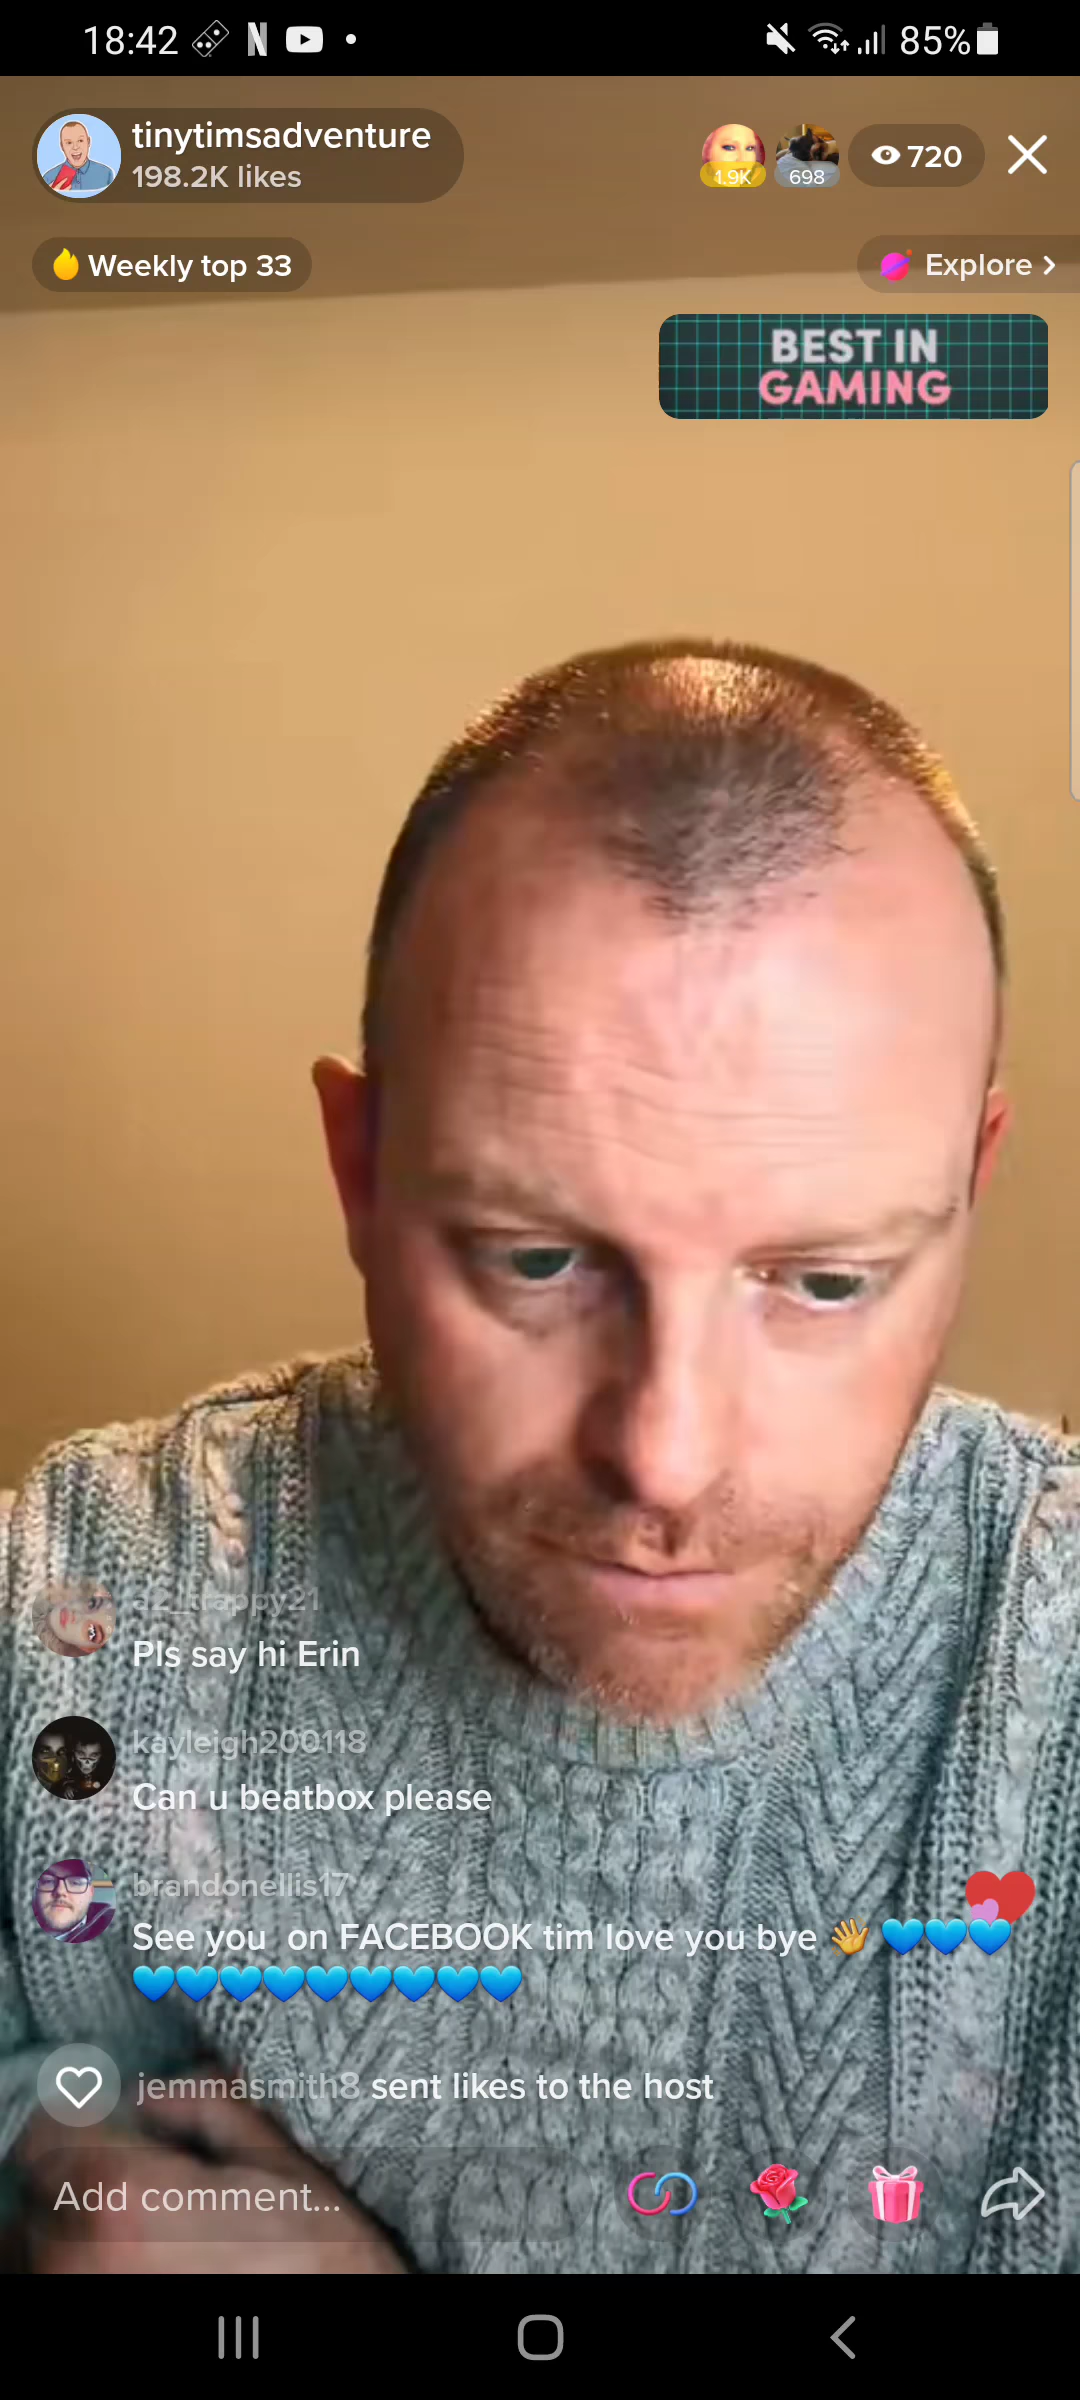 18:42
85%
tinytimsadventure
198.2K likes
1.9K
698
720
Weekly top 33
Explore
BEST IN
GAMING
Pls say hi Erin
kayleigh200118
Can u beatbox please
brandonellis17
See you on FACEBOOK tim love you bye 👋 💙💙💙
💙💙💙💙💙💙💙💙💙
jemmasmith8 sent likes to the host
Add comment...